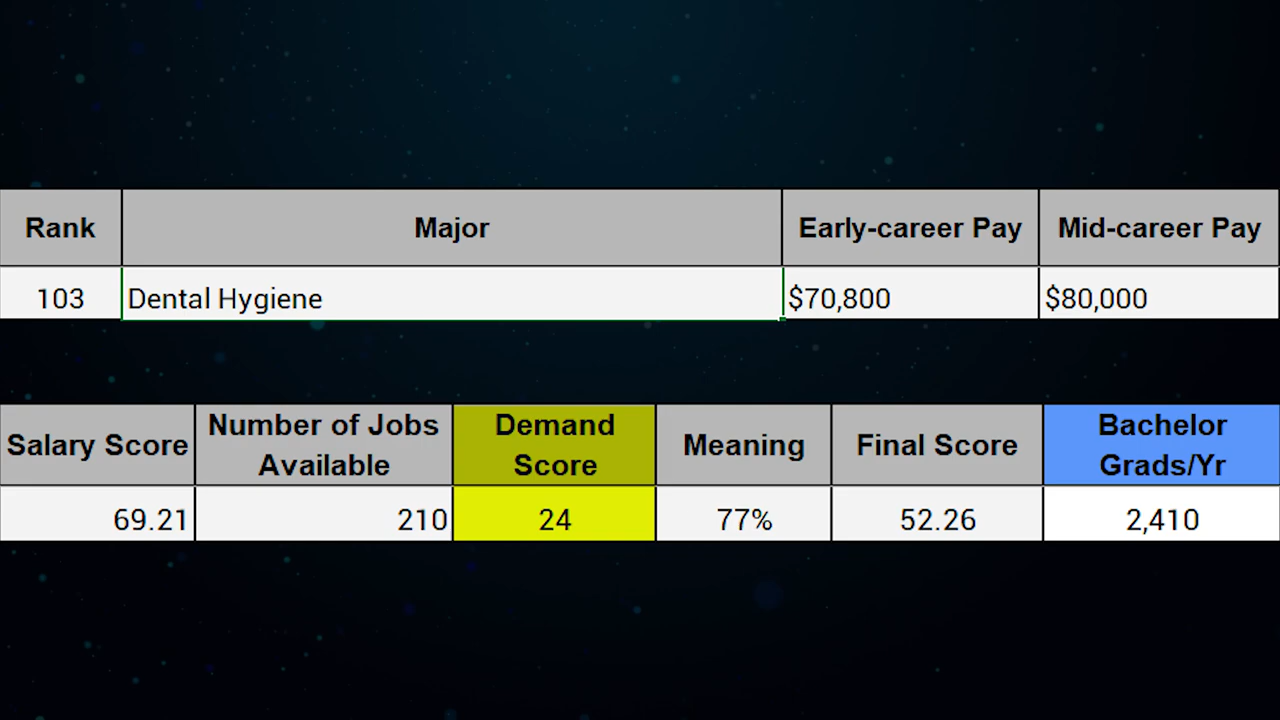 Rank Major Early-career Pay Mid-career Pay
103 Dental Hygiene $70,800 $80,000
Salary Score Number of Jobs Available Demand Score Meaning Final Score Bachelor Grads/Yr
69.21 210 24 77% 52.26 2,410